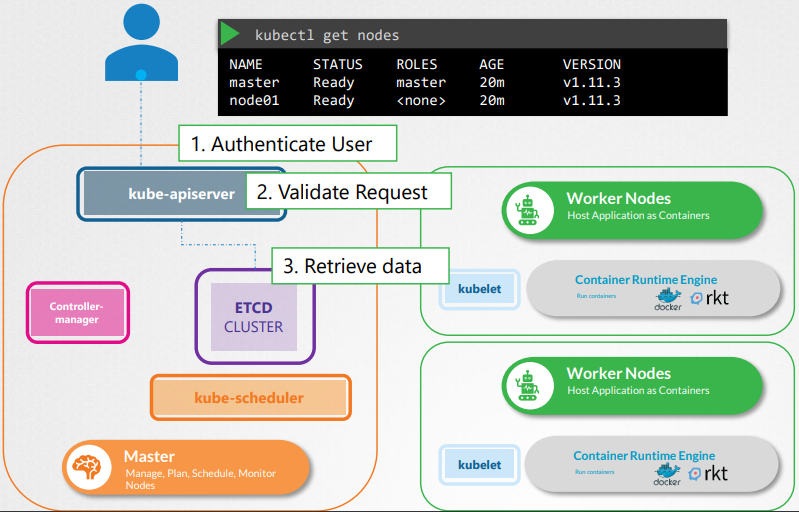 kubectl get nodes
NAME STATUS ROLES AGE VERSION
master Ready master 20m v1.11.3
node01 Ready <none> 20m v1.11.3
1. Authenticate User
kube-apiserver
2. Validate Request
3. Retrieve data
Controller-
manager
ETCD
CLUSTER
kube-scheduler
Master
Manage, Plan, Schedule, Monitor
Nodes
Worker Nodes
Host Application as Containers
kubelet
Container Runtime Engine
Run containers
docker
rkt
Worker Nodes
Host Application as Containers
kubelet
Container Runtime Engine
Run containers
docker
rkt